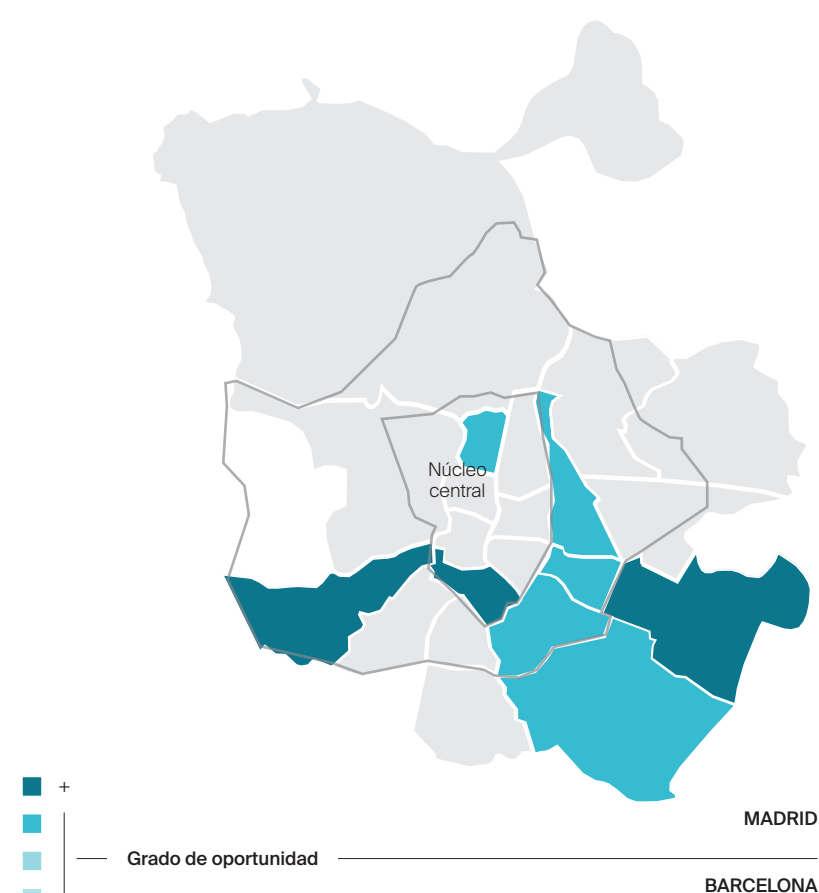 Núcleo
central
+
MADRID
Grado de oportunidad
BARCELONA